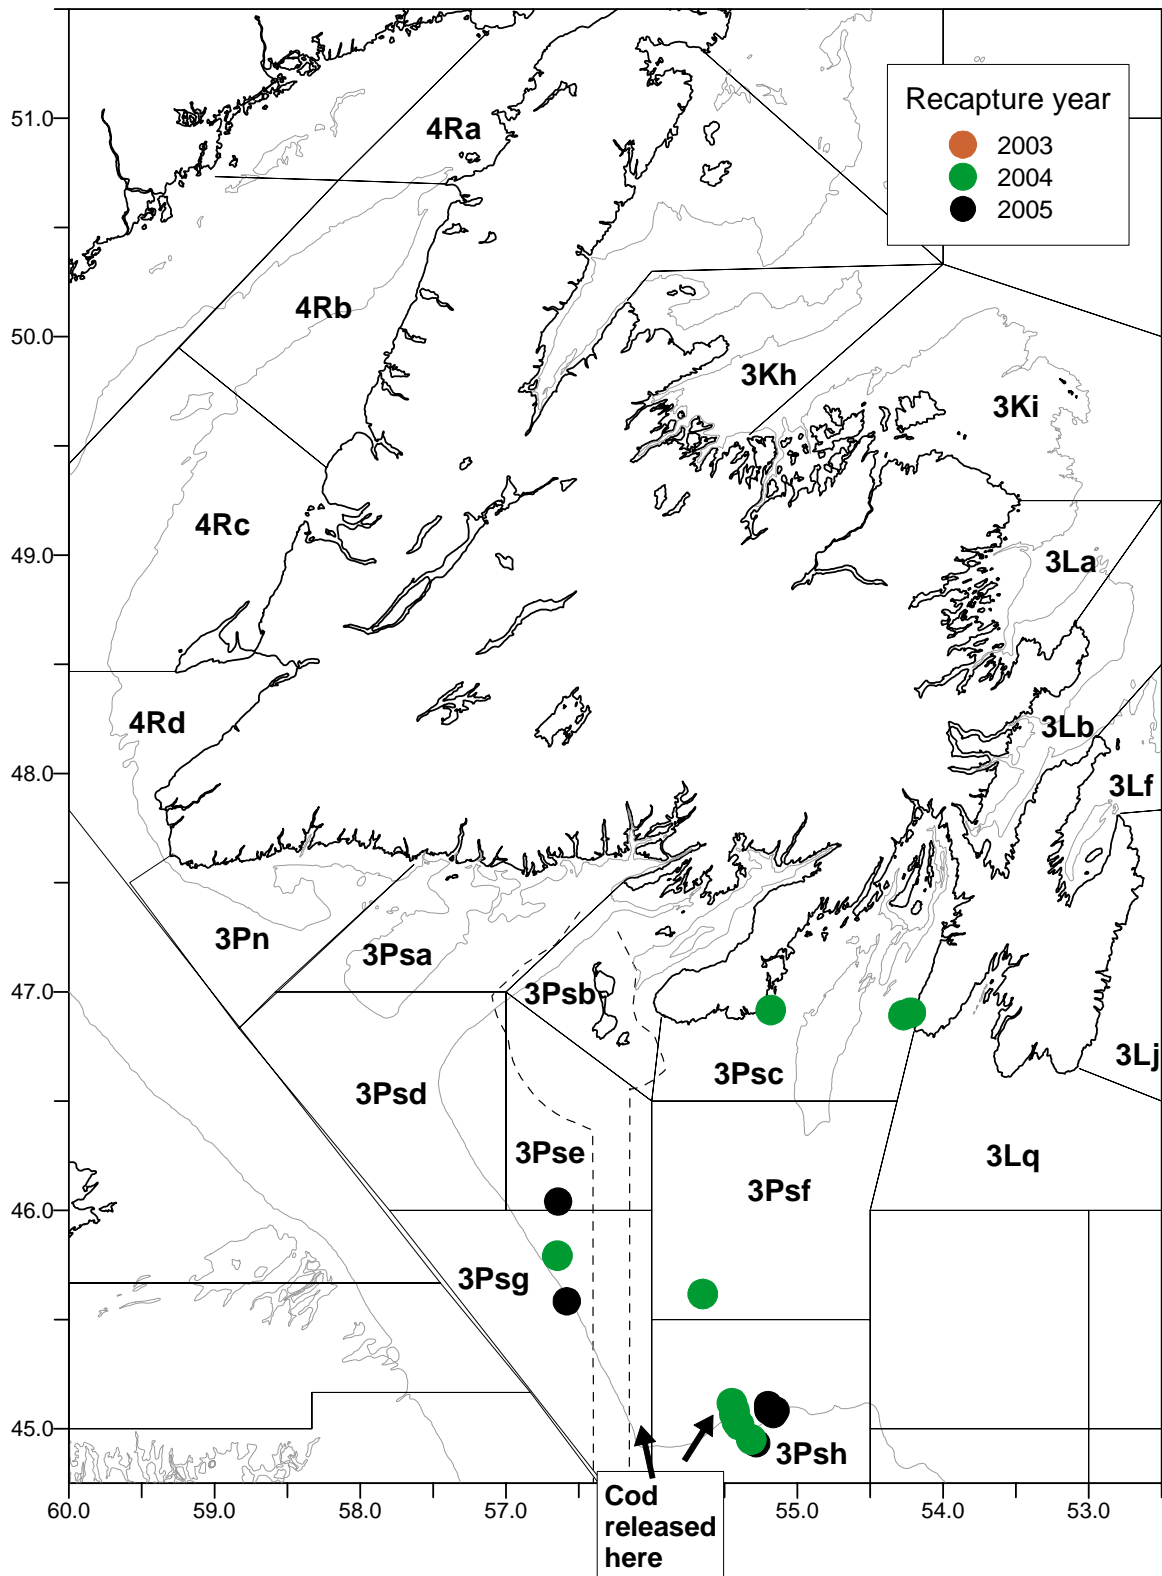 51.0
50.0
49.0
48.0
47.0
46.0
45.0
Recapture year
2003
2004
2005
4Ra
4Rb
3Kh
3Ki
4Rc
3La
4Rd
3Lb
3Lf
3Pn
3Psa
3Psb
3Psc
3Lj
3Psd
3Pse
3Psf
3Lq
3Psg
3Psh
60.0
59.0
58.0
57.0
55.0
54.0
53.0
Cod
released
here